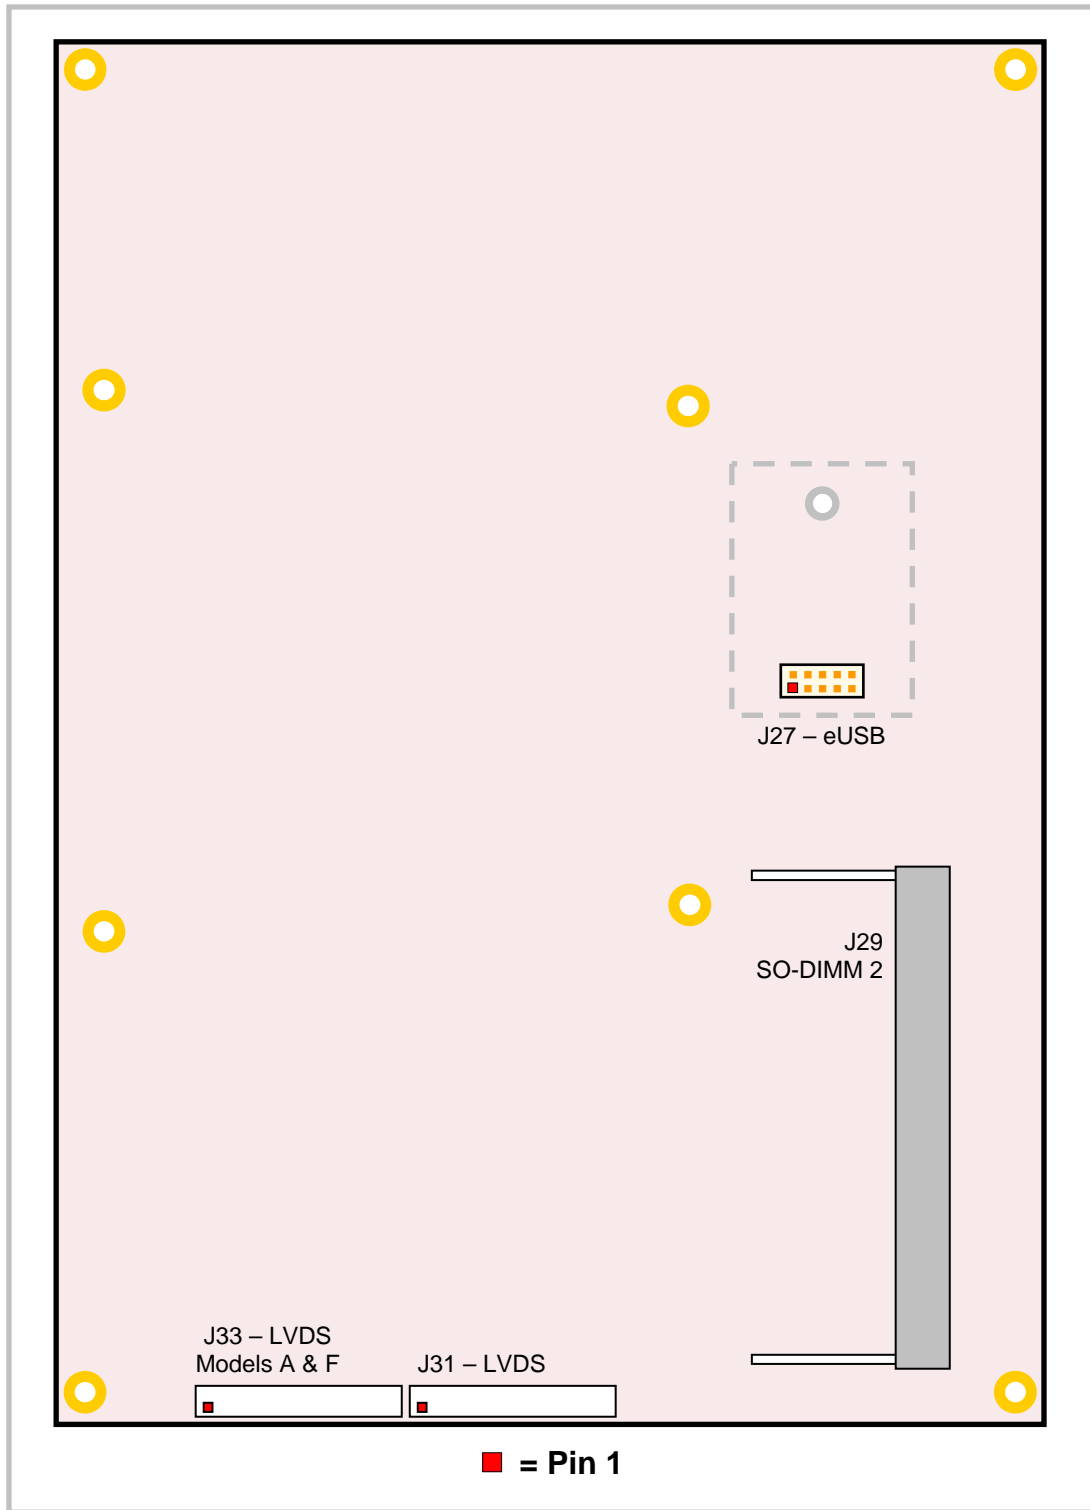 J27 – eUSB
J29
SO-DIMM 2
J33 – LVDS
Models A & F
J31 – LVDS
= Pin 1